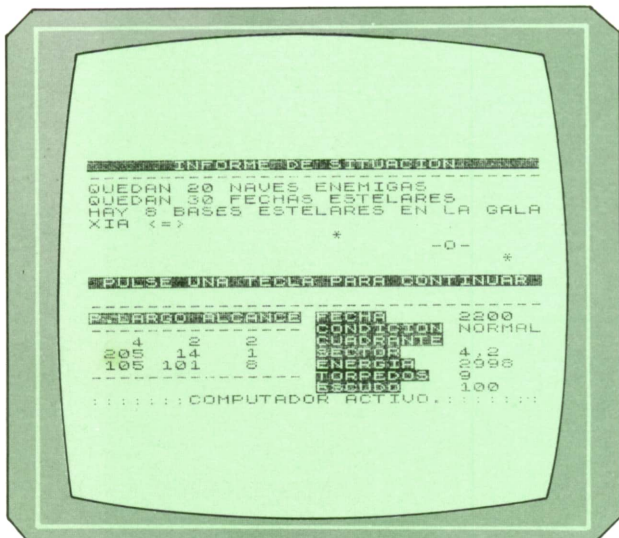 INFORME DE SITUACION
QUEDAN 20 NAVES ENEMIGAS
QUEDAN 30 FECHAS ESTELARES
HAY 8 BASES ESTELARES EN LA GALA
XIA <=>
*
-O-
*
PULSE UNA TECLA PARA CONTINUAR
P.LARGO ALCANCE FECHA 2200
CONDICION NORMAL
4 2 2 CUADRANTE
205 14 1 SECTOR 4,2
105 101 8 ENERGIA 2998
TORPEDOS 9
ESCUDO 100
:::::::COMPUTADOR ACTIVO.::::::::